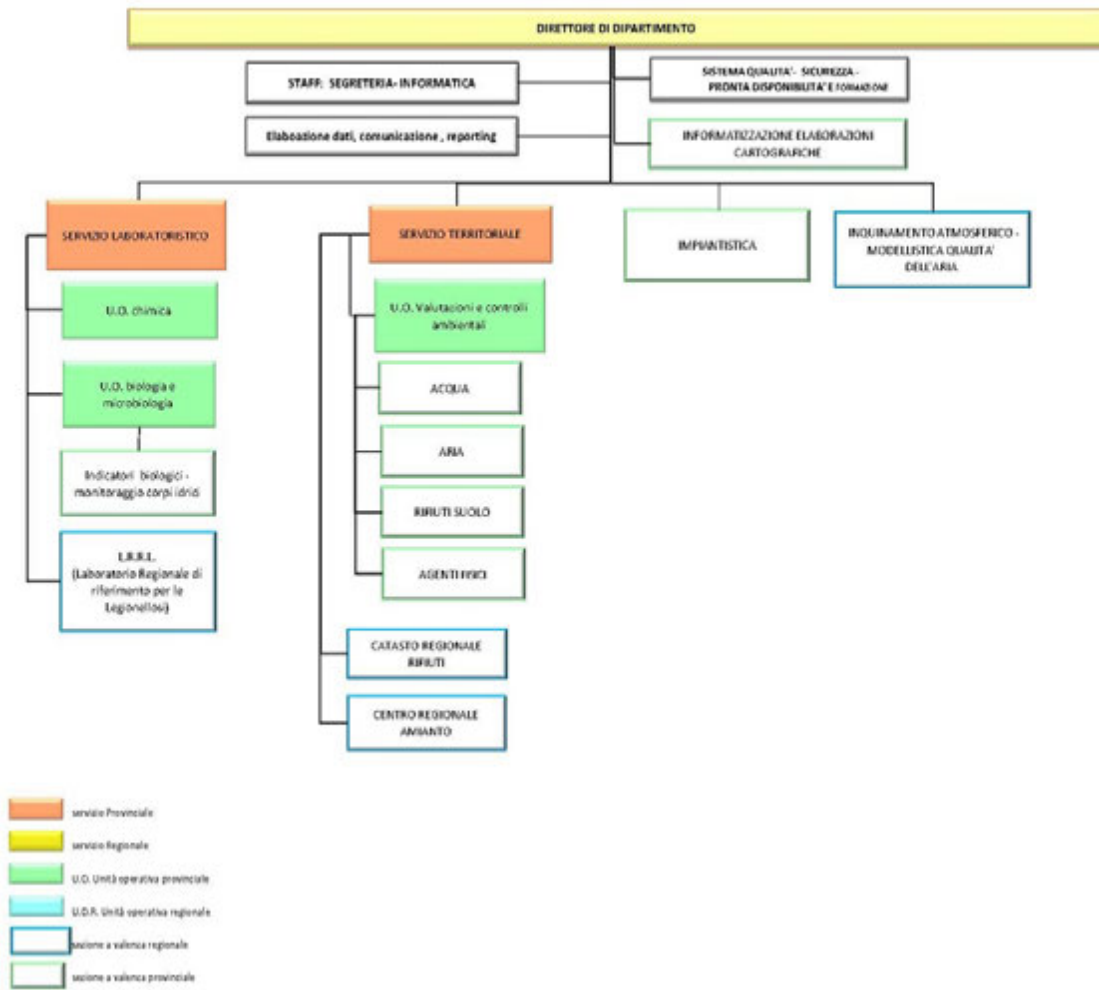 DIRETTORE DI DIPARTIMENTO
STAFF: SEGRETERIA- INFORMATICA
SISTEMA QUALITA'- SICUREZZA -
PRONTA DISPONIBILITA' E FORMAZIONE
Elaboazione dati, comunicazione , reporting
INFORMATIZZAZIONE ELABORAZIONI
CARTOGRAFICHE
SERVIZIO LABORATORISTICO
SERVIZIO TERRITORIALE
IMPIANTISTICA
INQUINAMENTO ATMOSFERICO -
MODELLISTICA QUALITA'
DELL'ARIA
U.O. chimica
U.O. biologia e
microbiologia
Indicatori biologici -
monitoraggio corpi idrici
L.R.R.L.
(Laboratorio Regionale di
riferimento per le
Legionellosi)
U.O. Valutazioni e controlli
ambientali
ACQUA
ARIA
RIFIUTI SUOLO
AGENTI FISICI
CATASTO REGIONALE
RIFIUTI
CENTRO REGIONALE
AMIANTO
servizio Provinciale
servizio Regionale
U.O. Unità operativa provinciale
U.O.R. Unità operativa regionale
sezione a valenza regionale
sezione a valenza provinciale